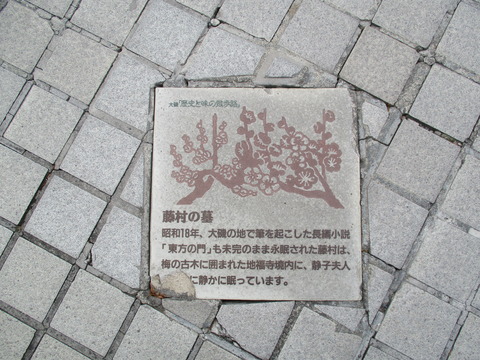 大磯「歴史と味の散歩路」
藤村の墓
昭和18年、大磯の地で筆を起こした長編小説
「東方の門」も未完のまま永眠された藤村は、
梅の古木に囲まれた地福寺境内に、静子夫人
に静かに眠っています。